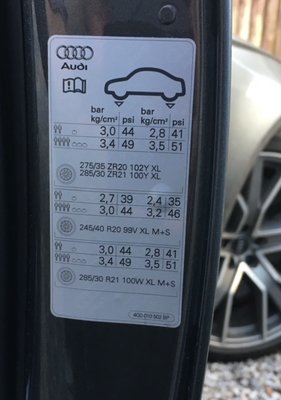 Audi
bar psi bar psi
kg/cm² kg/cm²
3,0 44 2,8 41
3,4 49 3,5 51
275/35 ZR20 102Y XL
285/30 ZR21 100Y XL
2,7 39 2,4 35
3,0 44 3,2 46
245/40 R20 99V XL M+S
3,0 44 2,8 41
3,4 49 3,5 51
285/30 R21 100W XL M+S
4G0 010 502 BP